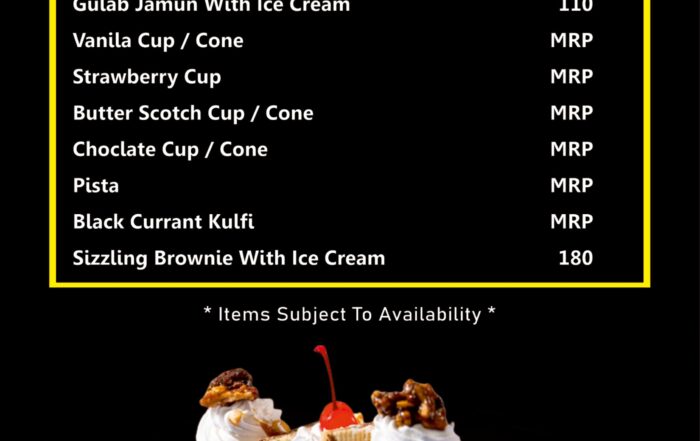 Gulab Jamun With Ice Cream 110
Vanila Cup / Cone MRP
Strawberry Cup MRP
Butter Scotch Cup / Cone MRP
Choclate Cup / Cone MRP
Pista MRP
Black Currant Kulfi MRP
Sizzling Brownie With Ice Cream 180
* Items Subject To Availability *